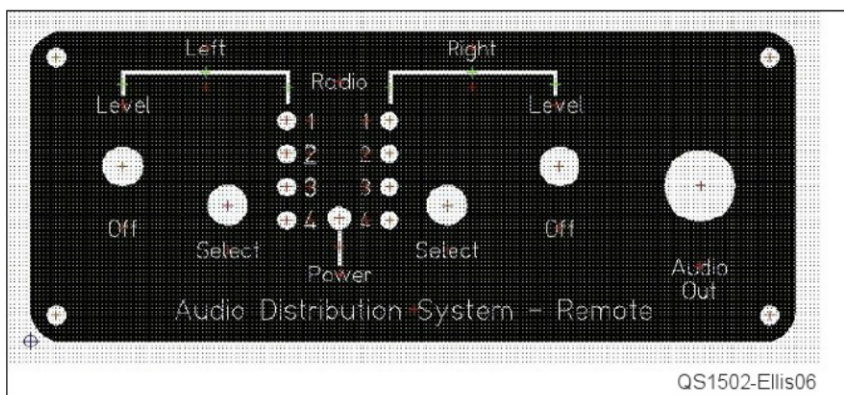 Left Right
Radio
Level Level
1 1
2 2
3 3
4 4
Off Off
Select Select
Power
Audio
Out
Audio Distribution System - Remote
QS1502-Ellis06